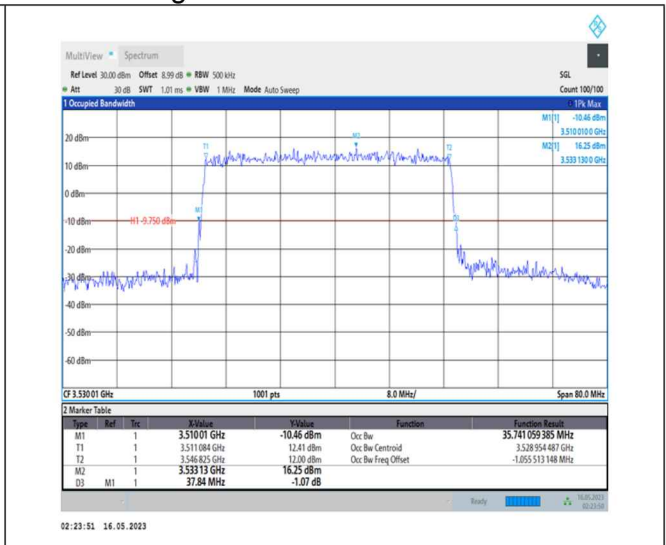 MultiView Spectrum
Ref Level 30.00 dBm Offset 8.99 dB RBW 500 kHz SGL
Att 30 dB SWT 1.01 ms VBW 1 MHz Mode Auto Sweep Count 100/100
1 Occupied Bandwidth 1Pk Max
M1[1] -10.46 dBm
3.510 010 0 GHz
M2[1] 16.25 dBm
3.533 130 0 GHz
20 dBm
M2
T1 T2
10 dBm
0 dBm
M1
-10 dBm H1 -9.750 dBm D3
-20 dBm
-30 dBm
-40 dBm
-50 dBm
-60 dBm
CF 3.530 01 GHz 1001 pts 8.0 MHz/ Span 80.0 MHz
2 Marker Table
Type Ref Trc X-Value Y-Value Function Function Result
M1 1 3.51001 GHz -10.46 dBm Occ Bw 35.741 059 385 MHz
T1 1 3.511 084 GHz 12.41 dBm Occ Bw Centroid 3.528 954 487 GHz
T2 1 3.546 825 GHz 12.00 dBm Occ Bw Freq Offset -1.055 513 148 MHz
M2 1 3.53313 GHz 16.25 dBm
D3 M1 1 37.84 MHz -1.07 dB
Ready 16.05.2023
02:23:50
02:23:51 16.05.2023